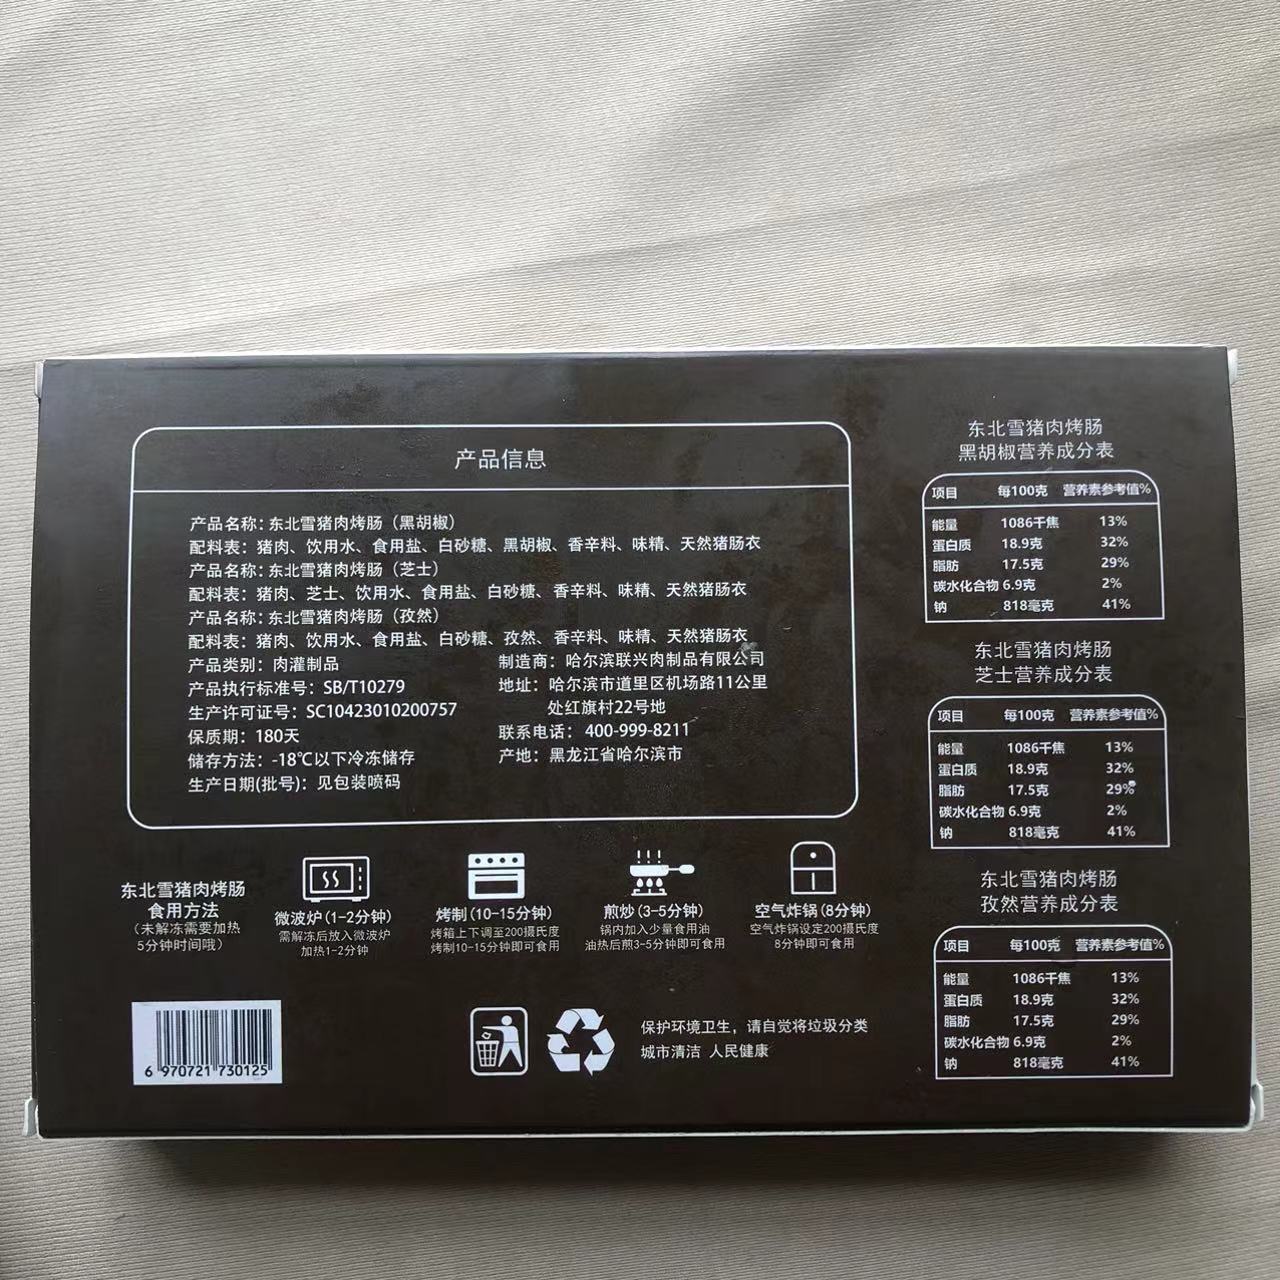 产品信息
产品名称：东北雪猪肉烤肠（黑胡椒）
配料表：猪肉、饮用水、食用盐、白砂糖、黑胡椒、香辛料、味精、天然猪肠衣
产品名称：东北雪猪肉烤肠（芝士）
配料表：猪肉、芝士、饮用水、食用盐、白砂糖、香辛料、味精、天然猪肠衣
产品名称：东北雪猪肉烤肠（孜然）
配料表：猪肉、饮用水、食用盐、白砂糖、孜然、香辛料、味精、天然猪肠衣
产品类别：肉灌制品
产品执行标准号：SB/T10279
生产许可证号：SC10423010200757
保质期：180天
储存方法：-18℃以下冷冻储存
生产日期(批号)：见包装喷码
制造商：哈尔滨联兴肉制品有限公司
地址：哈尔滨市道里区机场路11公里
处红旗村22号地
联系电话：400-999-8211
产地：黑龙江省哈尔滨市
东北雪猪肉烤肠
黑胡椒营养成分表
项目 每100克 营养素参考值%
能量 1086千焦 13%
蛋白质 18.9克 32%
脂肪 17.5克 29%
碳水化合物 6.9克 2%
钠 818毫克 41%
东北雪猪肉烤肠
芝士营养成分表
项目 每100克 营养素参考值%
能量 1086千焦 13%
蛋白质 18.9克 32%
脂肪 17.5克 29%
碳水化合物 6.9克 2%
钠 818毫克 41%
东北雪猪肉烤肠
孜然营养成分表
项目 每100克 营养素参考值%
能量 1086千焦 13%
蛋白质 18.9克 32%
脂肪 17.5克 29%
碳水化合物 6.9克 2%
钠 818毫克 41%
东北雪猪肉烤肠
食用方法
（未解冻需要加热
5分钟时间哦）
微波炉(1-2分钟)
需解冻后放入微波炉
加热1-2分钟
烤制(10-15分钟)
烤箱上下调至200摄氏度
烤制10-15分钟即可食用
煎炒(3-5分钟)
锅内加入少量食用油
油热后煎3-5分钟即可食用
空气炸锅(8分钟)
空气炸锅设定200摄氏度
8分钟即可食用
6 970721 730125
保护环境卫生，请自觉将垃圾分类
城市清洁 人民健康